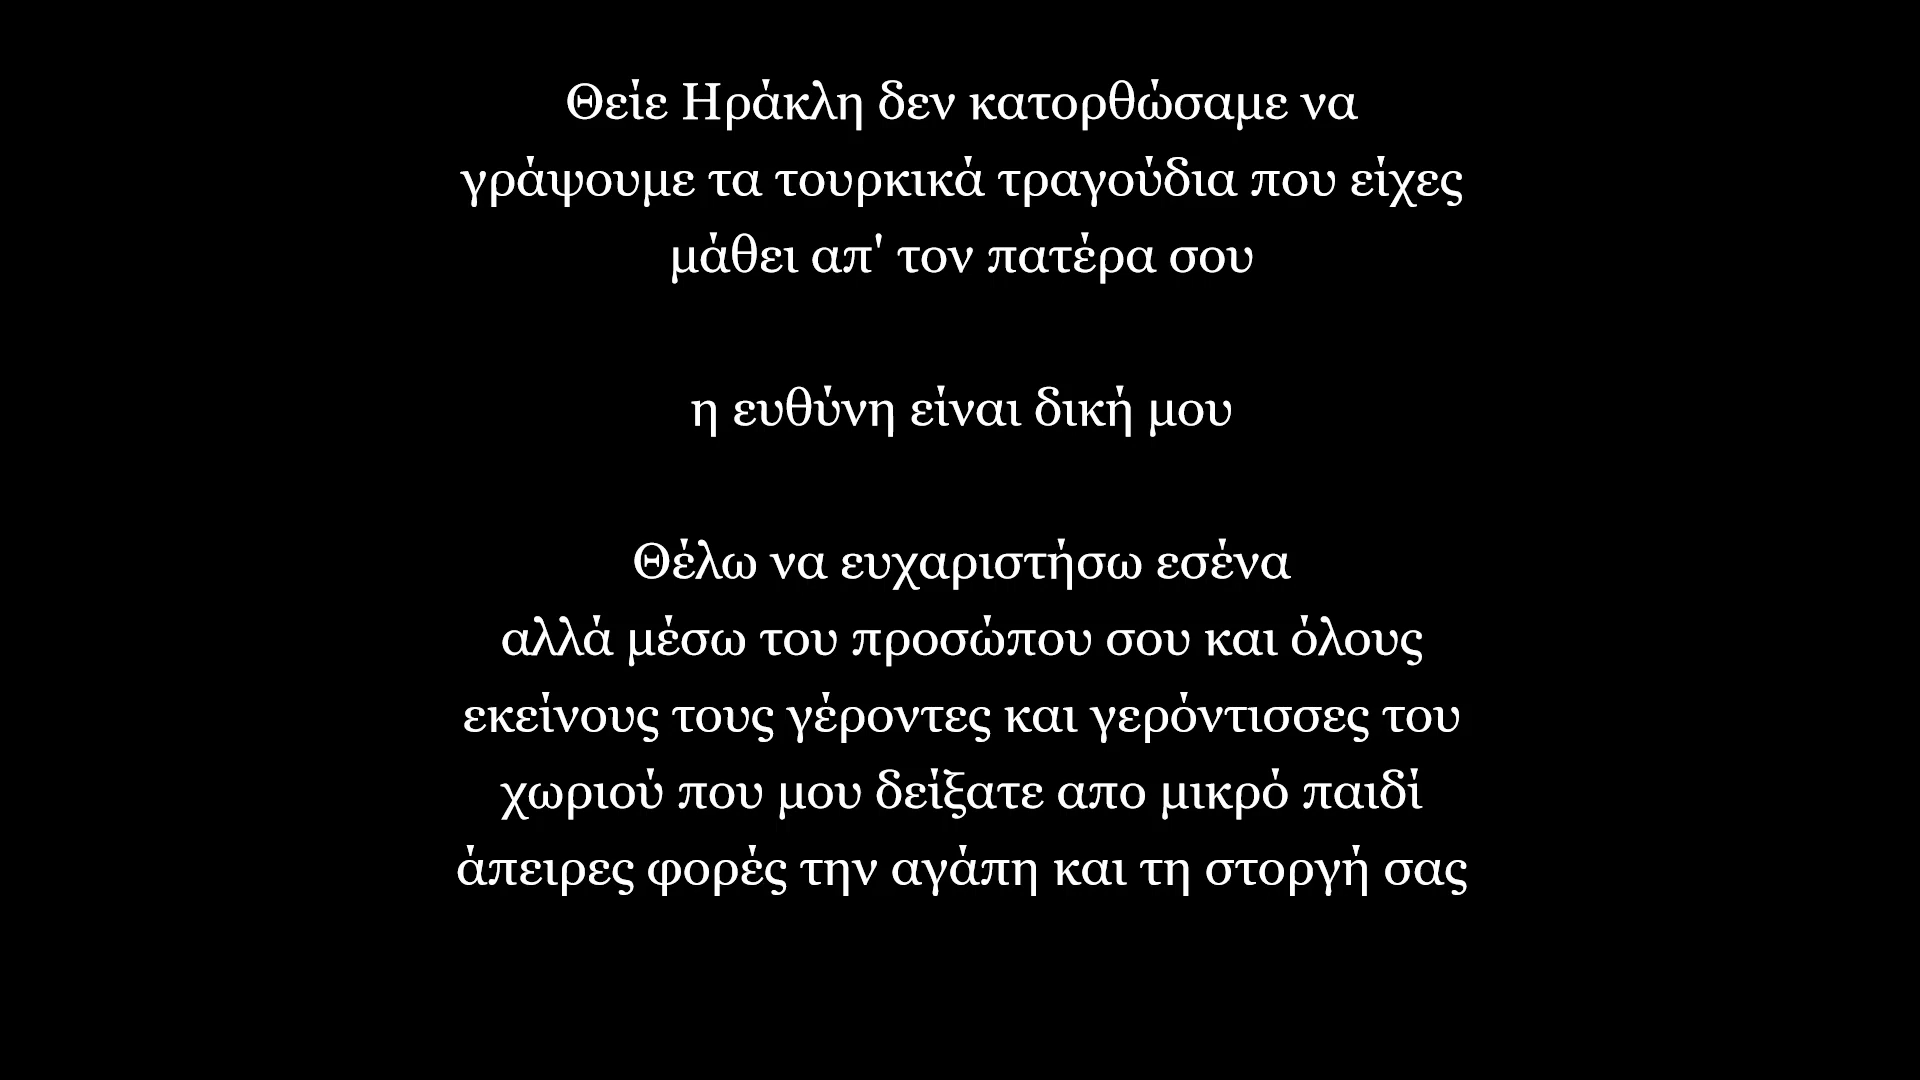 Θείε Ηράκλη δεν κατορθώσαμε να
γράψουμε τα τουρκικά τραγούδια που είχες
μάθει απ' τον πατέρα σου
η ευθύνη είναι δική μου
Θέλω να ευχαριστήσω εσένα
αλλά μέσω του προσώπου σου και όλους
εκείνους τους γέροντες και γερόντισσες του
χωριού που μου δείξατε απο μικρό παιδί
άπειρες φορές την αγάπη και τη στοργή σας